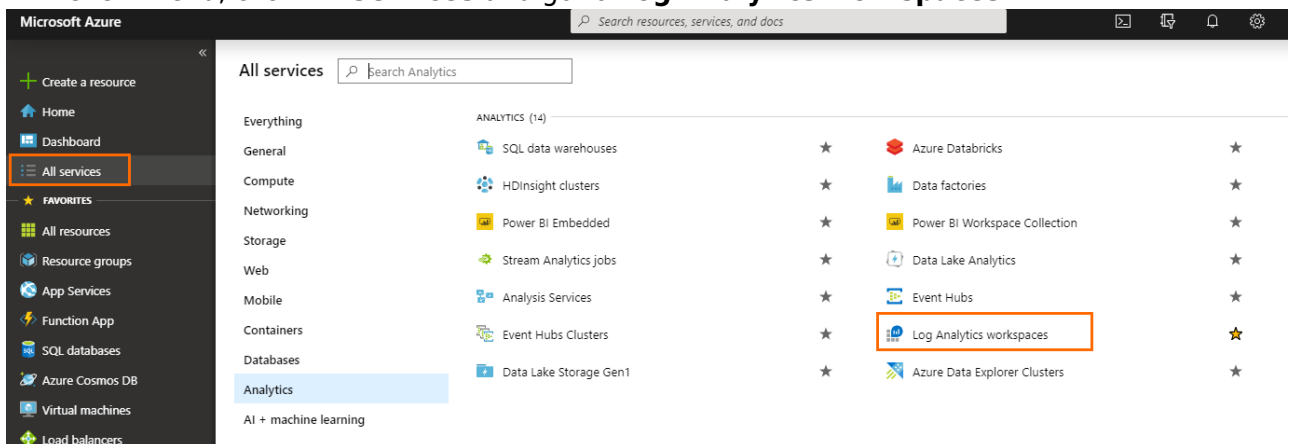 Microsoft Azure
Search resources, services, and docs
«
Create a resource
Home
Dashboard
All services
FAVORITES
All resources
Resource groups
App Services
Function App
SQL databases
Azure Cosmos DB
Virtual machines
Load balancers
All services
Search Analytics
Everything
General
Compute
Networking
Storage
Web
Mobile
Containers
Databases
Analytics
AI + machine learning
ANALYTICS (14)
SQL data warehouses
Azure Databricks
HDInsight clusters
Data factories
Power BI Embedded
Power BI Workspace Collection
Stream Analytics jobs
Data Lake Analytics
Analysis Services
Event Hubs
Event Hubs Clusters
Log Analytics workspaces
Data Lake Storage Gen1
Azure Data Explorer Clusters